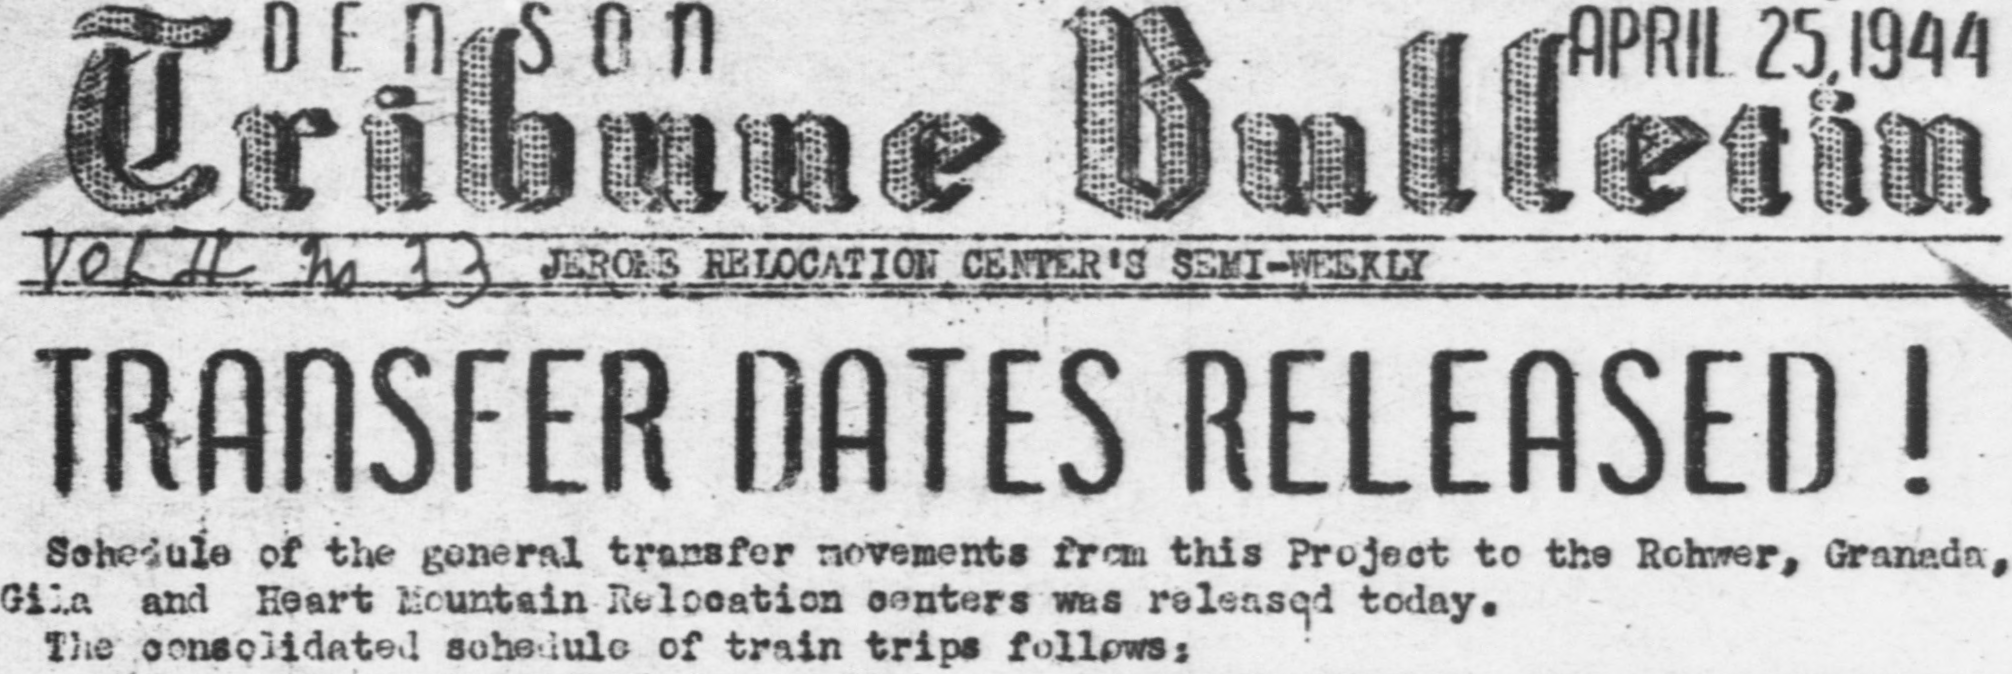 DENSON
APRIL 25, 1944
Tribune Bulletin
Vol II No 33 JEROME RELOCATION CENTER'S SEMI-WEEKLY
TRANSFER DATES RELEASED!
Schedule of the general transfer movements from this Project to the Rohwer, Granada,
Gila and Heart Mountain Relocation centers was released today.
The consolidated schedule of train trips follows: